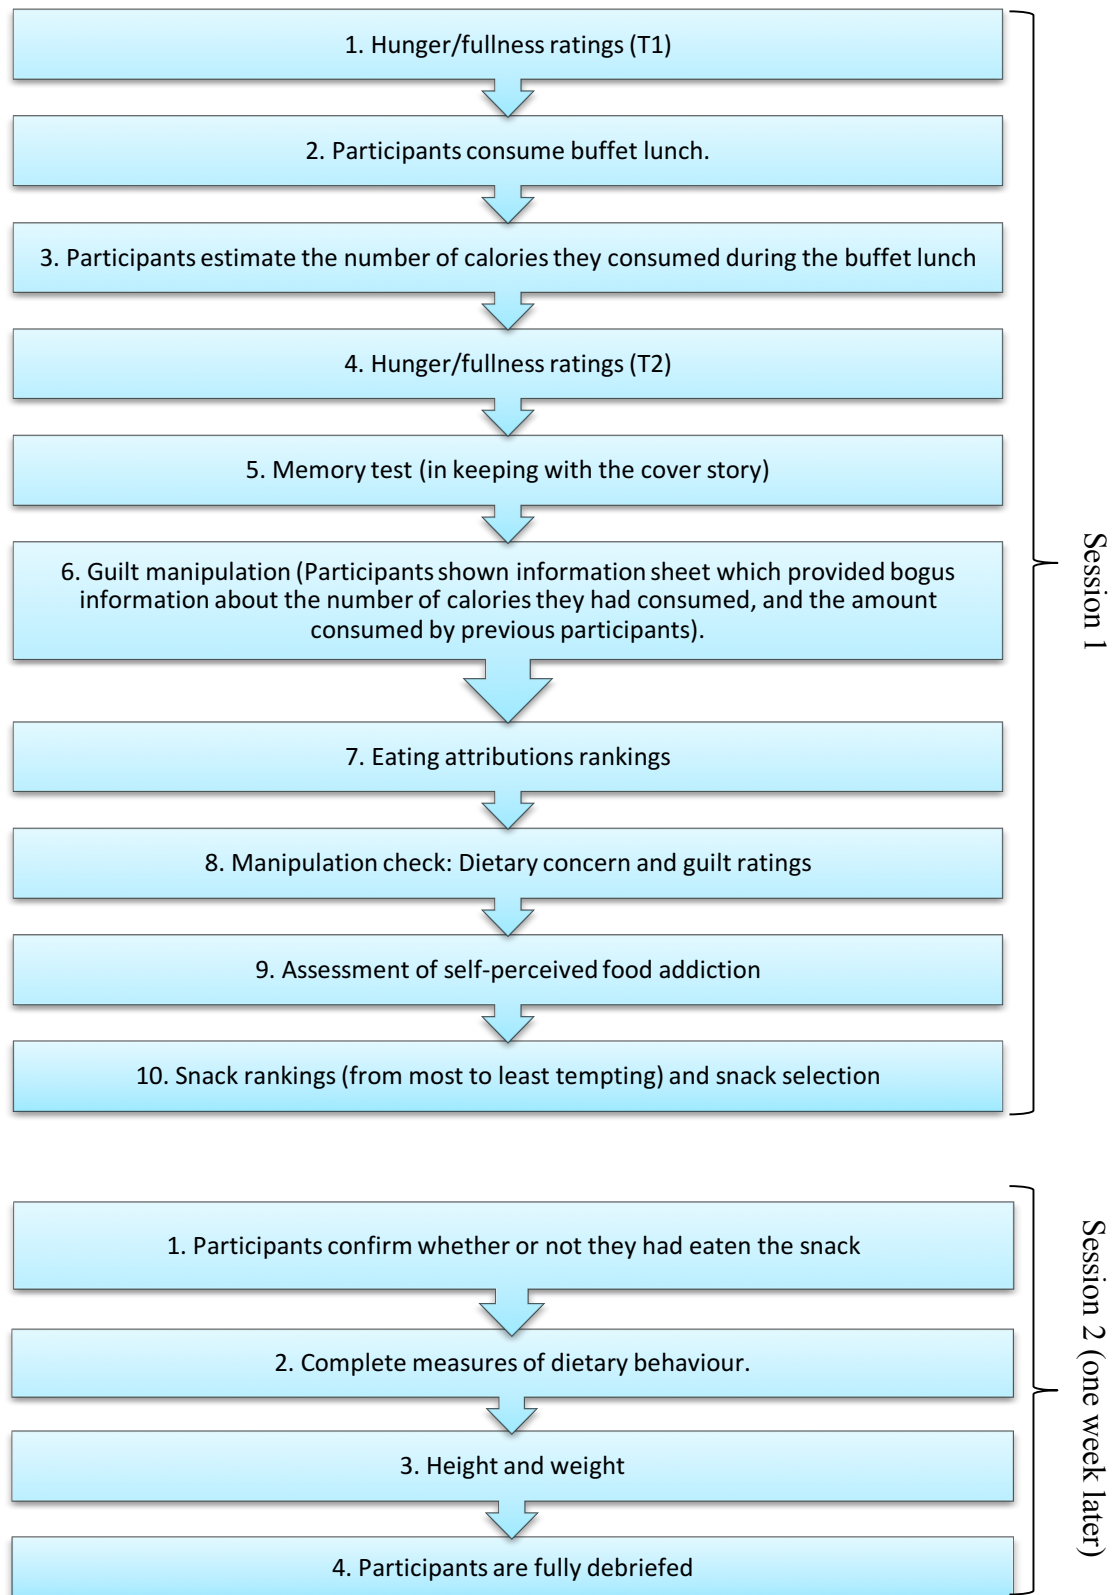 1. Hunger/fullness ratings (T1)
2. Participants consume buffet lunch.
3. Participants estimate the number of calories they consumed during the buffet lunch
4. Hunger/fullness ratings (T2)
5. Memory test (in keeping with the cover story)
6. Guilt manipulation (Participants shown information sheet which provided bogus
information about the number of calories they had consumed, and the amount
consumed by previous participants).
7. Eating attributions rankings
8. Manipulation check: Dietary concern and guilt ratings
9. Assessment of self-perceived food addiction
10. Snack rankings (from most to least tempting) and snack selection
Session 1
1. Participants confirm whether or not they had eaten the snack
2. Complete measures of dietary behaviour.
3. Height and weight
4. Participants are fully debriefed
Session 2 (one week later)